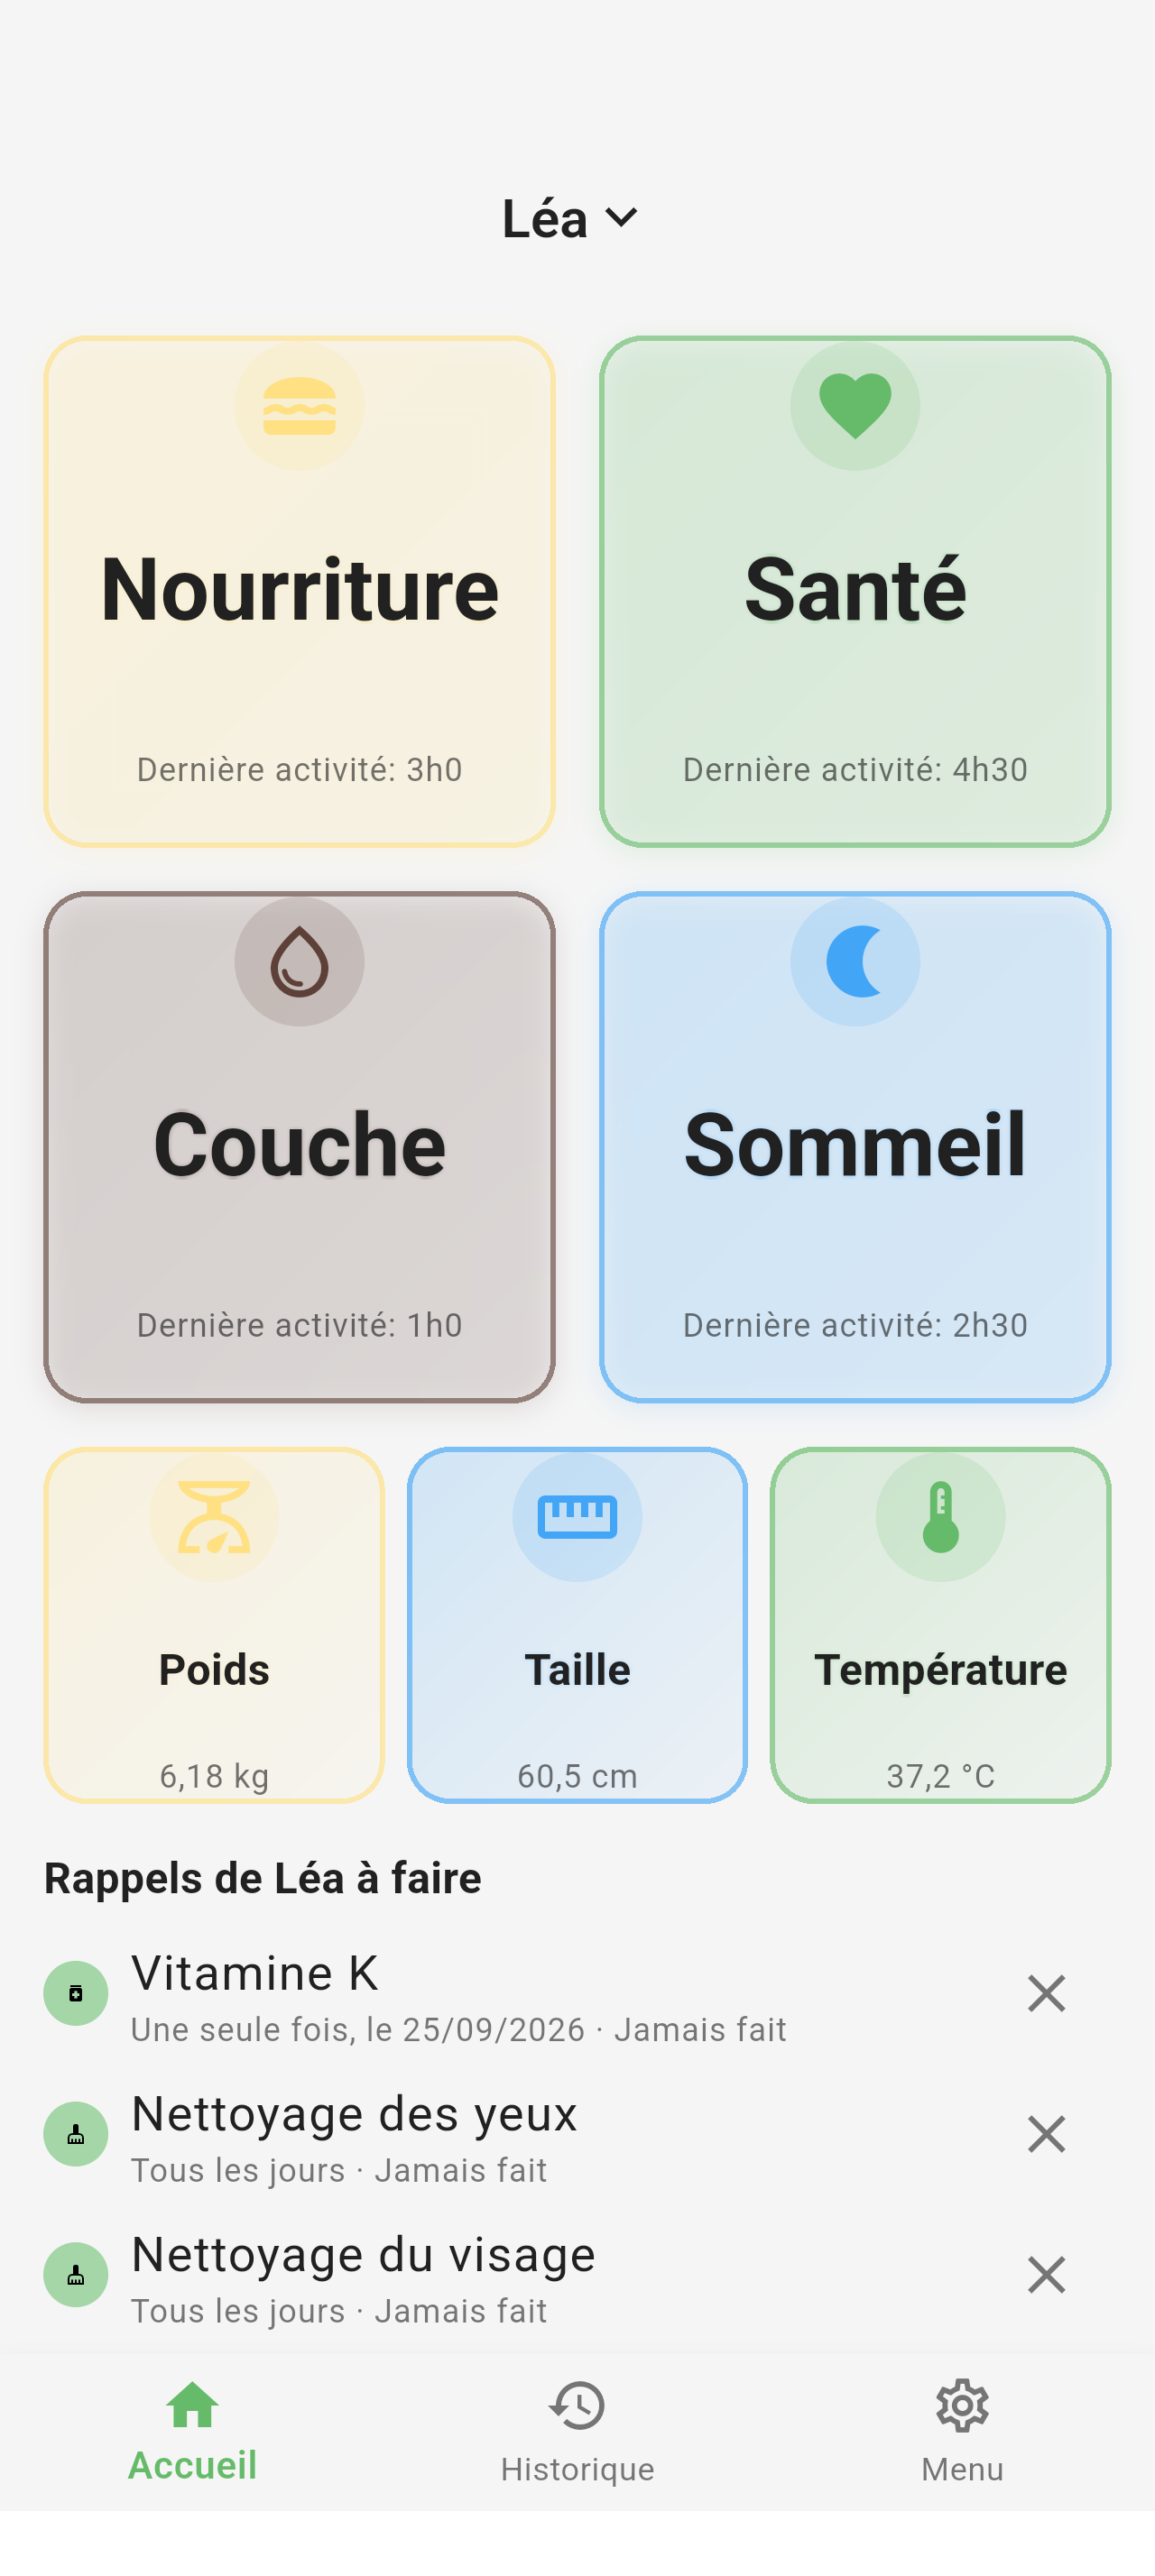 Léa
Nourriture
Dernière activité: 3h0
Santé
Dernière activité: 4h30
Couche
Dernière activité: 1h0
Sommeil
Dernière activité: 2h30
Poids
6,18 kg
Taille
60,5 cm
Température
37,2 °C
Rappels de Léa à faire
Vitamine K
Une seule fois, le 25/09/2026 · Jamais fait
Nettoyage des yeux
Tous les jours · Jamais fait
Nettoyage du visage
Tous les jours · Jamais fait
Accueil
Historique
Menu